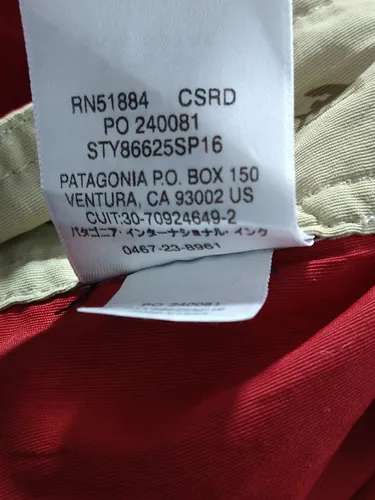 RN51884 CSRD
PO 240081
STY86625SP16
PATAGONIA P.O. BOX 150
VENTURA, CA 93002 US
CUIT:30-70924649-2
パタゴニア・インターナショナル・インク
0467-23-8961
PO 240081